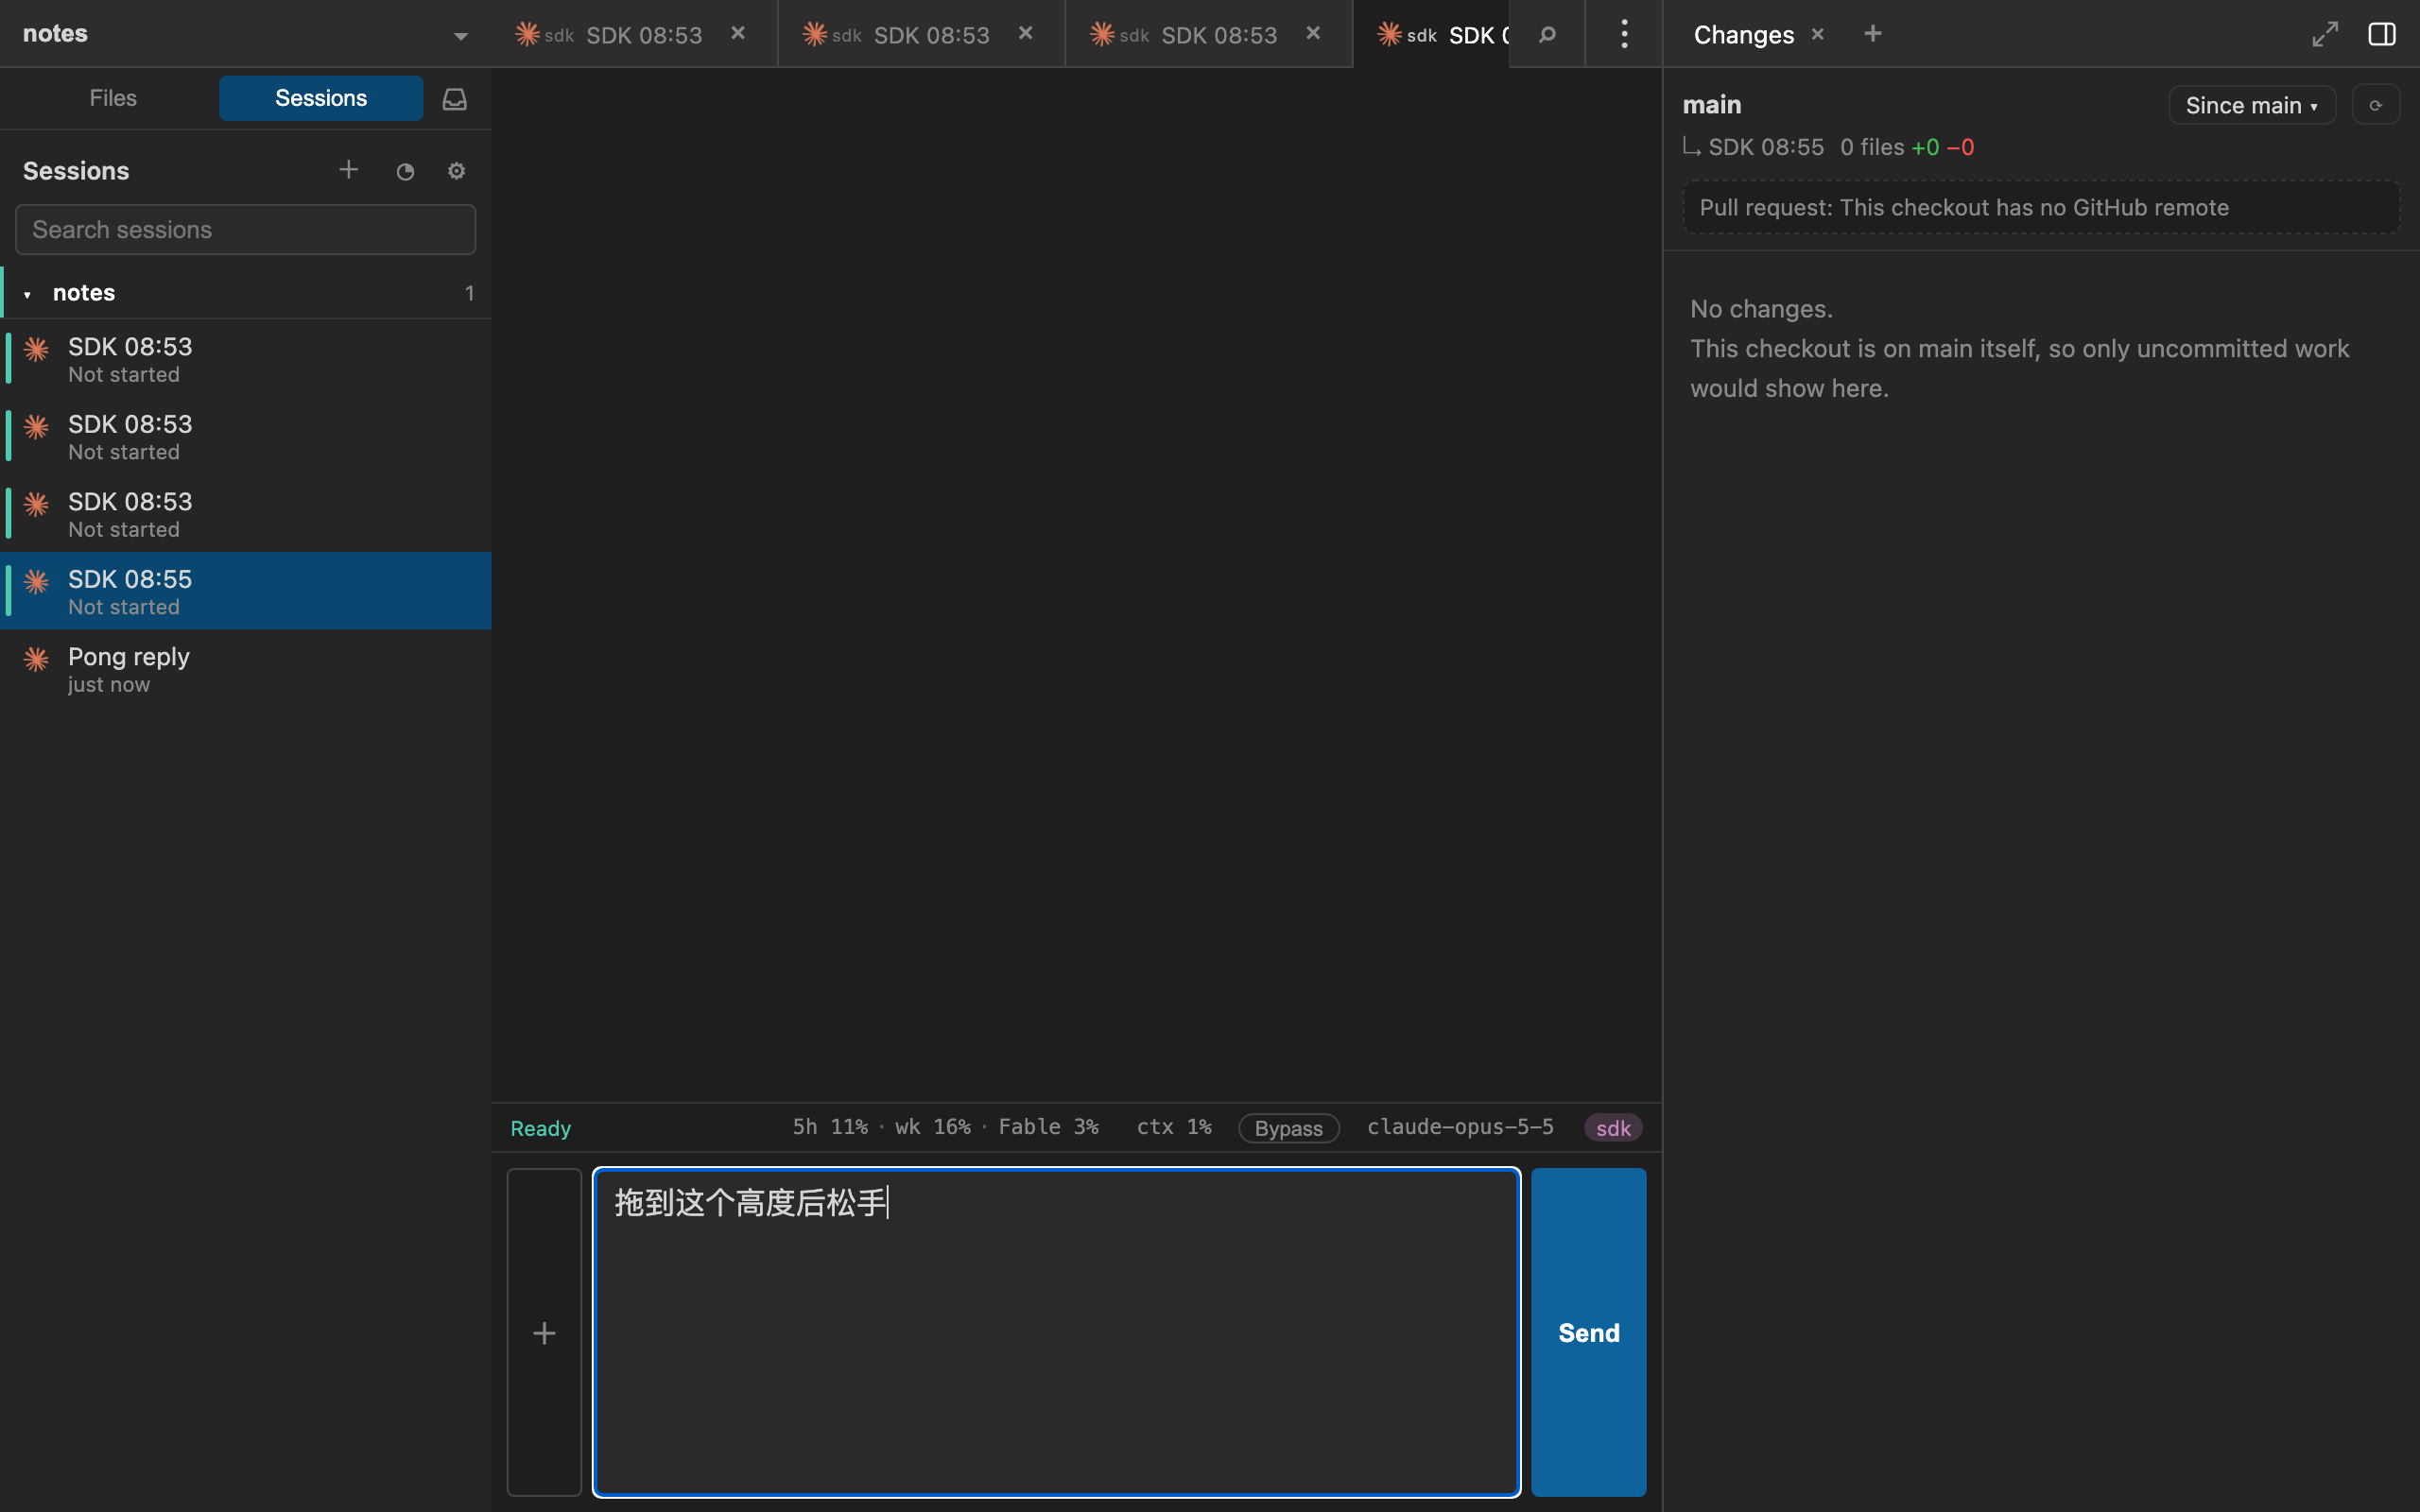 notes
sdk SDK 08:53
sdk SDK 08:53
sdk SDK 08:53
sdk SDK
Changes
Files
Sessions
Sessions
Search sessions
notes 1
SDK 08:53
Not started
SDK 08:53
Not started
SDK 08:53
Not started
SDK 08:55
Not started
Pong reply
just now
Ready
5h 11% · wk 16% · Fable 3%
ctx 1%
Bypass
claude-opus-5-5
sdk
拖到这个高度后松手
Send
main
Since main
SDK 08:55 0 files +0 −0
Pull request: This checkout has no GitHub remote
No changes.
This checkout is on main itself, so only uncommitted work
would show here.